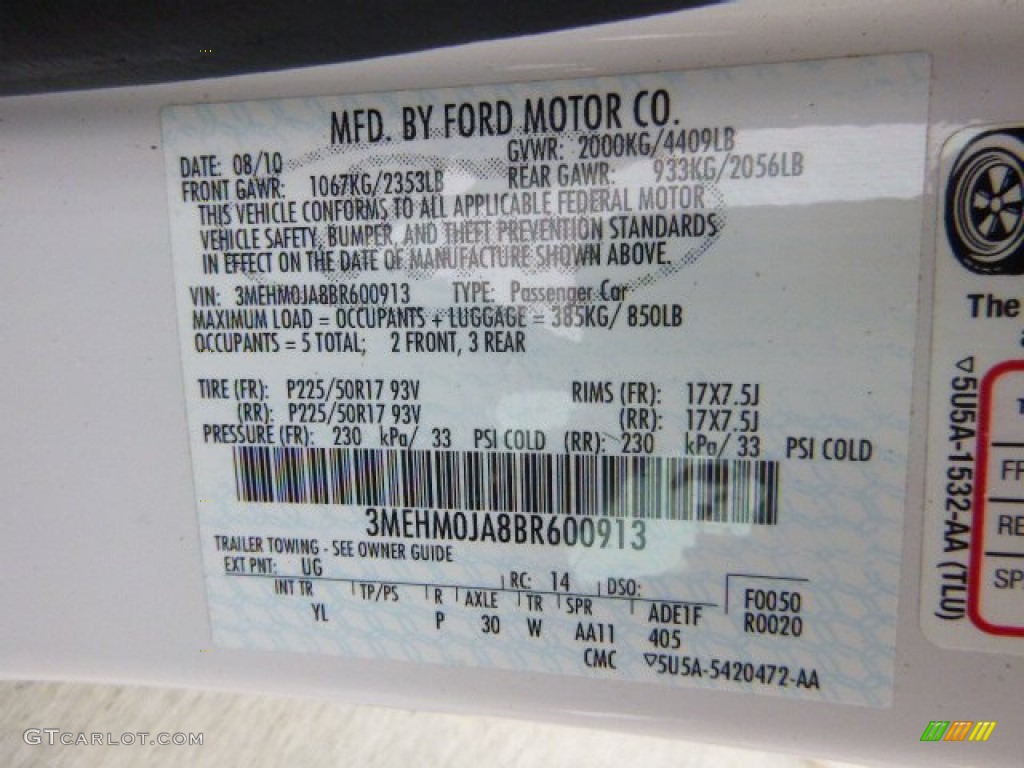 MFD. BY FORD MOTOR CO.
DATE: 08/10 GVWR: 2000KG/4409LB
FRONT GAWR: 1067KG/2353LB REAR GAWR: 933KG/2056LB
THIS VEHICLE CONFORMS TO ALL APPLICABLE FEDERAL MOTOR
VEHICLE SAFETY, BUMPER, AND THEFT PREVENTION STANDARDS
IN EFFECT ON THE DATE OF MANUFACTURE SHOWN ABOVE.
VIN: 3MEHM0JA8BR600913 TYPE: Passenger Car
MAXIMUM LOAD = OCCUPANTS + LUGGAGE = 385KG/ 850LB
OCCUPANTS = 5 TOTAL; 2 FRONT, 3 REAR
TIRE (FR): P225/50R17 93V RIMS (FR): 17X7.5J
(RR): P225/50R17 93V (RR): 17X7.5J
PRESSURE (FR): 230 kPa/ 33 PSI COLD (RR): 230 kPa/ 33 PSI COLD
3MEHM0JA8BR600913
TRAILER TOWING - SEE OWNER GUIDE
EXT PNT: UG RC: 14 DSO:
INT TR TP/PS R AXLE TR SPR ADE1F F0050
YL P 30 W AA11 405 R0020
CMC ▽5U5A-5420472-AA
The
▽5U5A-1532-AA (TLU)
FR
RE
SP
GTCARLOT.COM